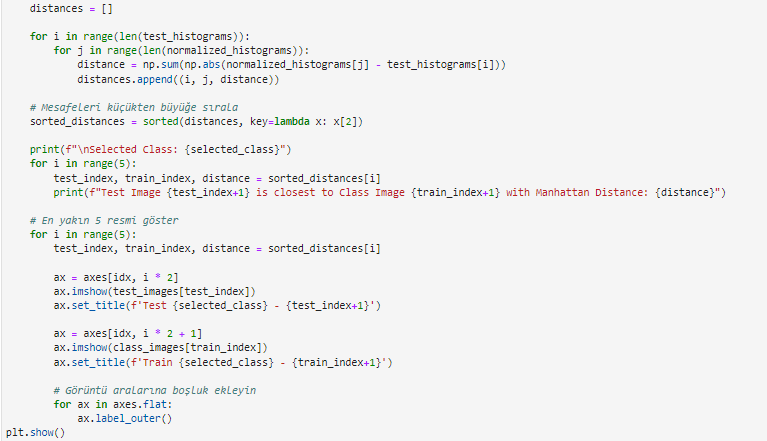 distances = []
for i in range(len(test_histograms)):
for j in range(len(normalized_histograms)):
distance = np.sum(np.abs(normalized_histograms[j] - test_histograms[i]))
distances.append((i, j, distance))
# Mesafeleri küçükten büyüğe sırala
sorted_distances = sorted(distances, key=lambda x: x[2])
print(f"\nSelected Class: {selected_class}")
for i in range(5):
test_index, train_index, distance = sorted_distances[i]
print(f"Test Image {test_index+1} is closest to Class Image {train_index+1} with Manhattan Distance: {distance}")
# En yakın 5 resmi göster
for i in range(5):
test_index, train_index, distance = sorted_distances[i]
ax = axes[idx, i * 2]
ax.imshow(test_images[test_index])
ax.set_title(f'Test {selected_class} - {test_index+1}')
ax = axes[idx, i * 2 + 1]
ax.imshow(class_images[train_index])
ax.set_title(f'Train {selected_class} - {train_index+1}')
# Görüntü aralarına boşluk ekleyin
for ax in axes.flat:
ax.label_outer()
plt.show()